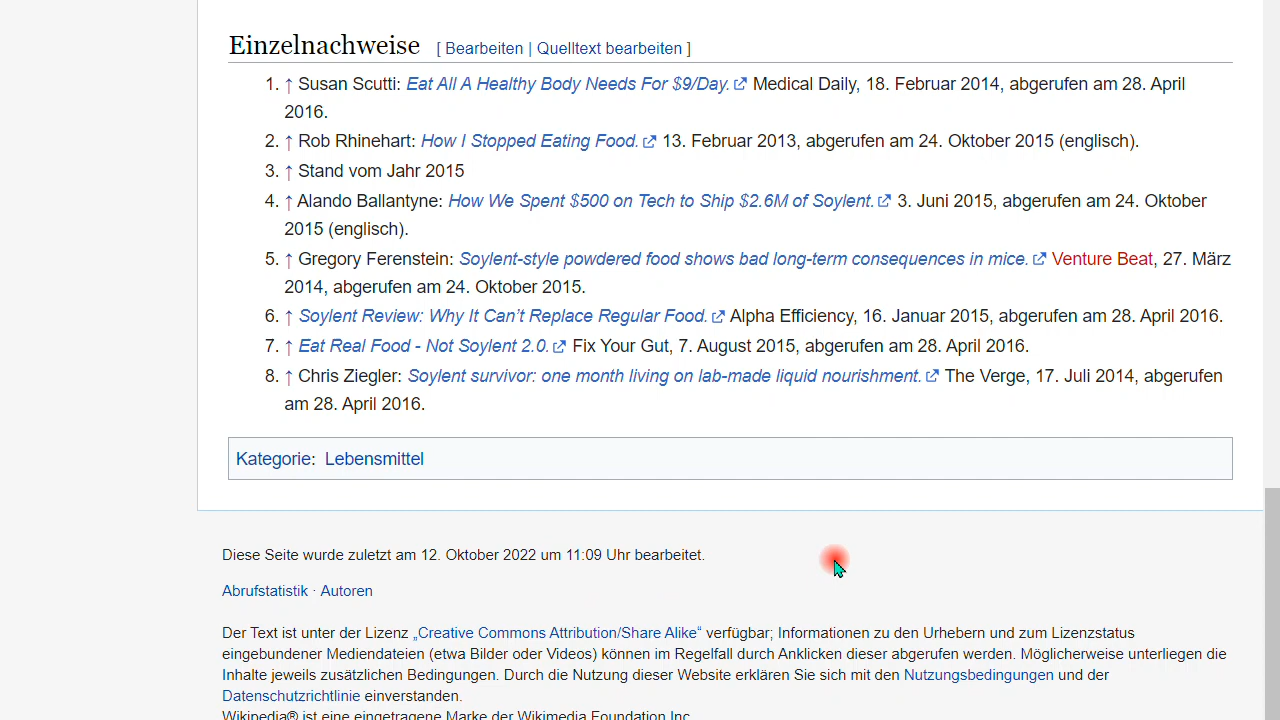 Einzelnachweise [ Bearbeiten | Quelltext bearbeiten ]
1. ↑ Susan Scutti: Eat All A Healthy Body Needs For $9/Day. Medical Daily, 18. Februar 2014, abgerufen am 28. April
2016.
2. ↑ Rob Rhinehart: How I Stopped Eating Food. 13. Februar 2013, abgerufen am 24. Oktober 2015 (englisch).
3. ↑ Stand vom Jahr 2015
4. ↑ Alando Ballantyne: How We Spent $500 on Tech to Ship $2.6M of Soylent. 3. Juni 2015, abgerufen am 24. Oktober
2015 (englisch).
5. ↑ Gregory Ferenstein: Soylent-style powdered food shows bad long-term consequences in mice. Venture Beat, 27. März
2014, abgerufen am 24. Oktober 2015.
6. ↑ Soylent Review: Why It Can’t Replace Regular Food. Alpha Efficiency, 16. Januar 2015, abgerufen am 28. April 2016.
7. ↑ Eat Real Food - Not Soylent 2.0. Fix Your Gut, 7. August 2015, abgerufen am 28. April 2016.
8. ↑ Chris Ziegler: Soylent survivor: one month living on lab-made liquid nourishment. The Verge, 17. Juli 2014, abgerufen
am 28. April 2016.
Kategorie: Lebensmittel
Diese Seite wurde zuletzt am 12. Oktober 2022 um 11:09 Uhr bearbeitet.
Abrufstatistik · Autoren
Der Text ist unter der Lizenz „Creative Commons Attribution/Share Alike“ verfügbar; Informationen zu den Urhebern und zum Lizenzstatus
eingebundener Mediendateien (etwa Bilder oder Videos) können im Regelfall durch Anklicken dieser abgerufen werden. Möglicherweise unterliegen die
Inhalte jeweils zusätzlichen Bedingungen. Durch die Nutzung dieser Website erklären Sie sich mit den Nutzungsbedingungen und der
Datenschutzrichtlinie einverstanden.
Wikipedia® ist eine eingetragene Marke der Wikimedia Foundation Inc.